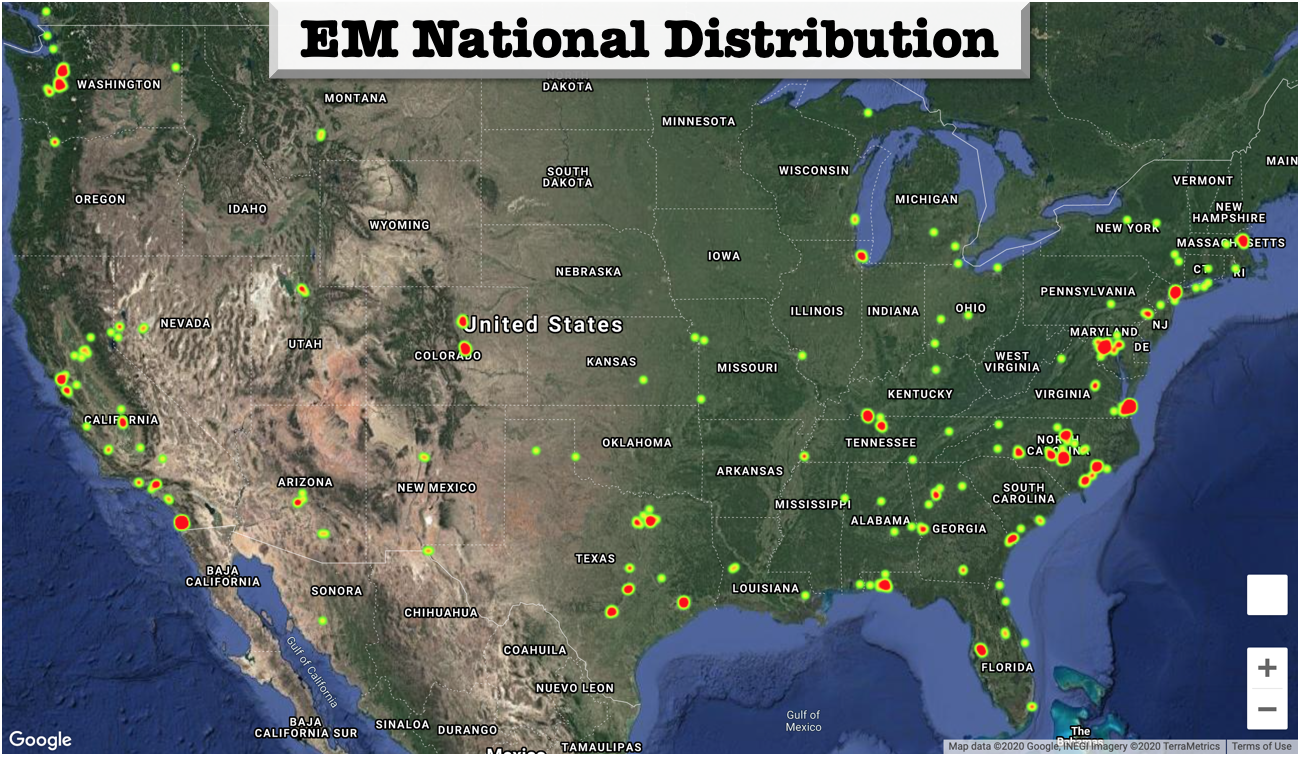 EM National Distribution
DAKOTA
WASHINGTON
MONTANA
MINNESOTA
MAIN
WISCONSIN
SOUTH
DAKOTA
VERMONT
OREGON
IDAHO
MICHIGAN
NEW
HAMPSHIRE
WYOMING
NEW YORK
MASSACHUSETTS
IOWA
NEBRASKA
CT
RI
PENNSYLVANIA
NEVADA
United States
ILLINOIS
INDIANA
OHIO
NJ
MARYLAND
UTAH
COLORADO
DE
KANSAS
MISSOURI
WEST
VIRGINIA
KENTUCKY
VIRGINIA
CALIFORNIA
OKLAHOMA
TENNESSEE
NORTH
CAROLINA
ARKANSAS
ARIZONA
NEW MEXICO
SOUTH
CAROLINA
MISSISSIPPI
ALABAMA
GEORGIA
TEXAS
BAJA
CALIFORNIA
SONORA
LOUISIANA
CHIHUAHUA
COAHUILA
Gulf of California
FLORIDA
NUEVO LEON
BAJA
CALIFORNIA SUR
SINALOA
DURANGO
Gulf of
Mexico
The
Mexico
TAMAULIPAS
Google
Map data ©2020 Google, INEGI Imagery ©2020 TerraMetrics
Terms of Use